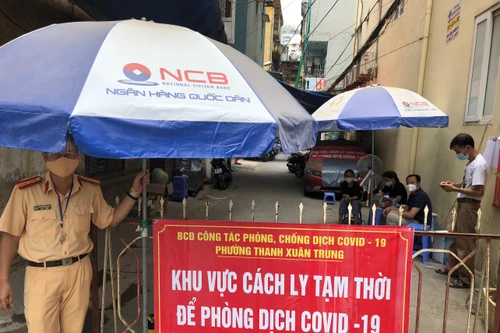 NCB
NATIONAL CITIZEN BANK
NGÂN HÀNG QUỐC DÂN
NCB
BCĐ CÔNG TÁC PHÒNG, CHỐNG DỊCH COVID - 19
PHƯỜNG THANH XUÂN TRUNG
KHU VỰC CÁCH LY TẠM THỜI
ĐỂ PHÒNG DỊCH COVID - 19